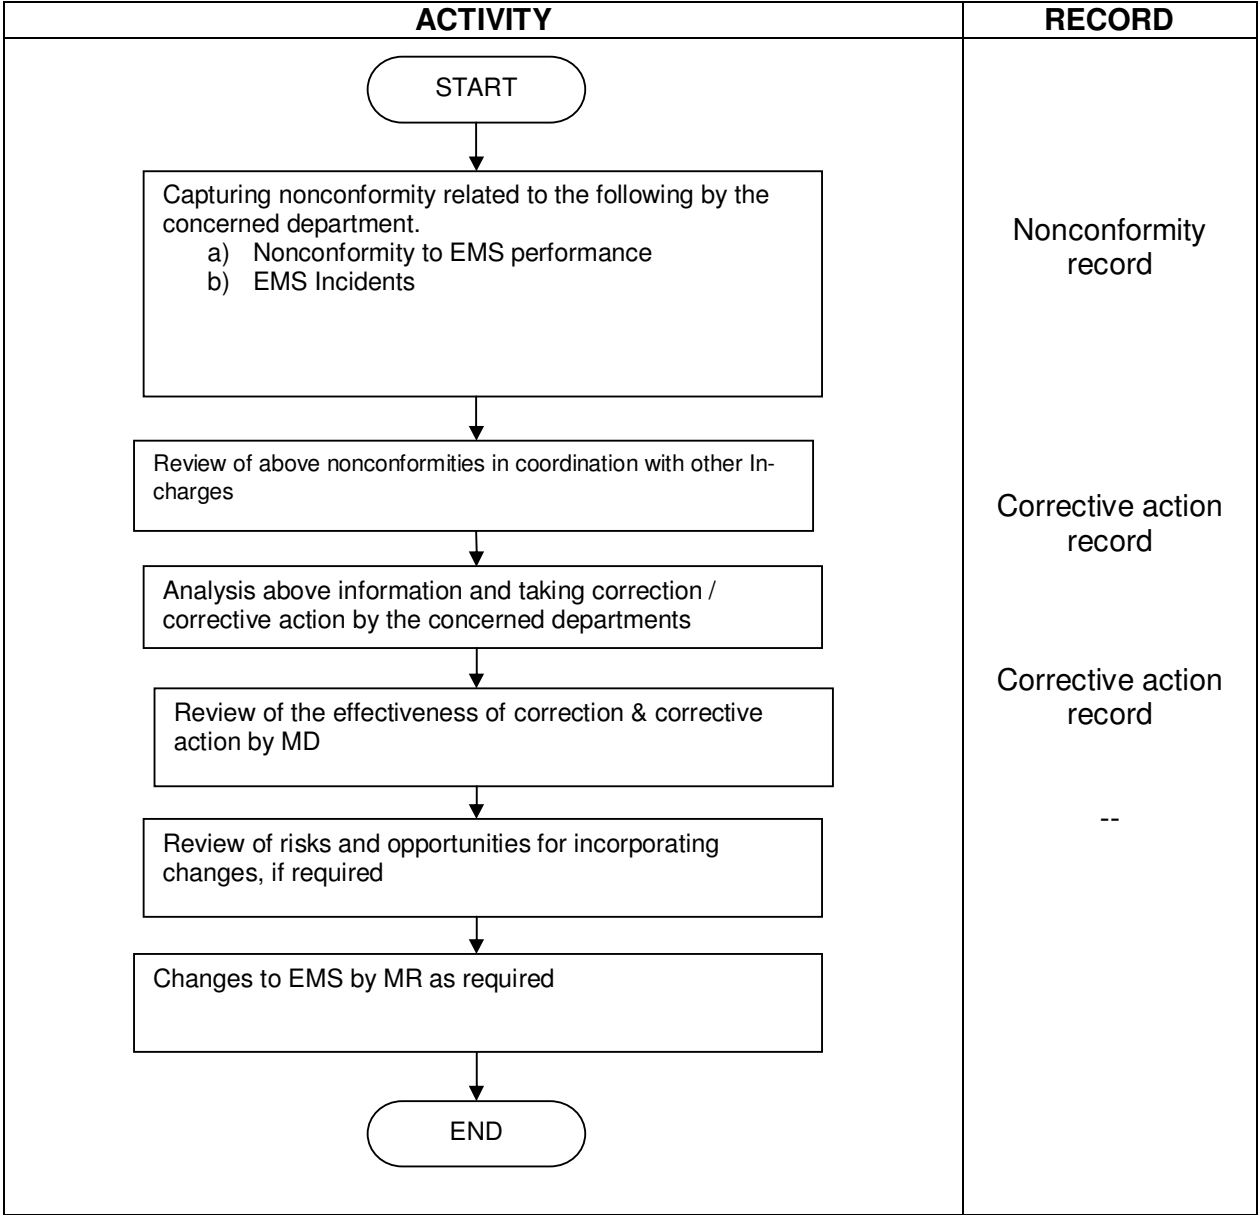 ACTIVITY
RECORD
START
Capturing nonconformity related to the following by the
concerned department.
a) Nonconformity to EMS performance
b) EMS Incidents
Nonconformity
record
Review of above nonconformities in coordination with other In-
charges
Corrective action
record
Analysis above information and taking correction /
corrective action by the concerned departments
Review of the effectiveness of correction & corrective
action by MD
Corrective action
record
Review of risks and opportunities for incorporating
changes, if required
--
Changes to EMS by MR as required
END